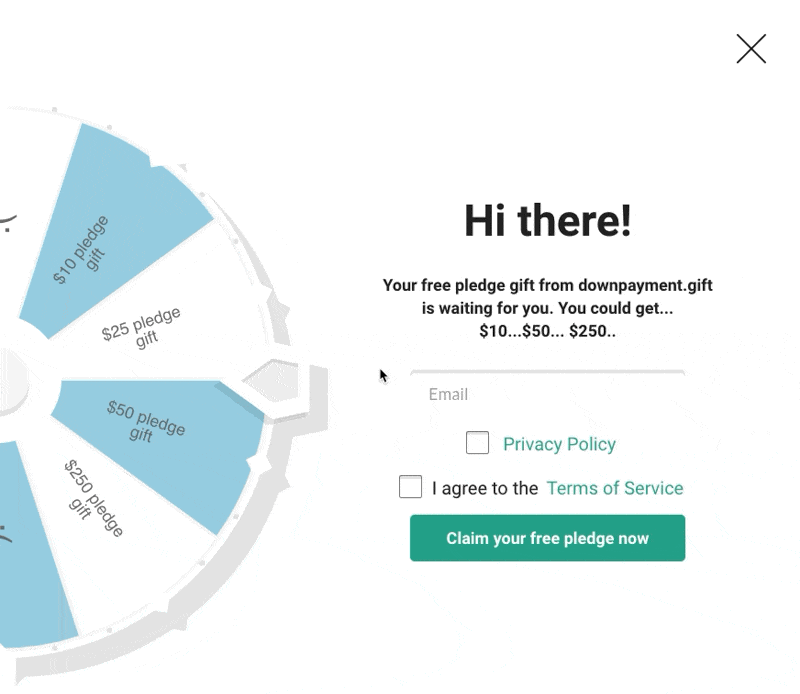 $10 pledge
gift
$25 pledge
gift
$50 pledge
gift
$250 pledge
gift
Hi there!
Your free pledge gift from downpayment.gift
is waiting for you. You could get...
$10...$50... $250..
Email
Privacy Policy
I agree to the Terms of Service
Claim your free pledge now